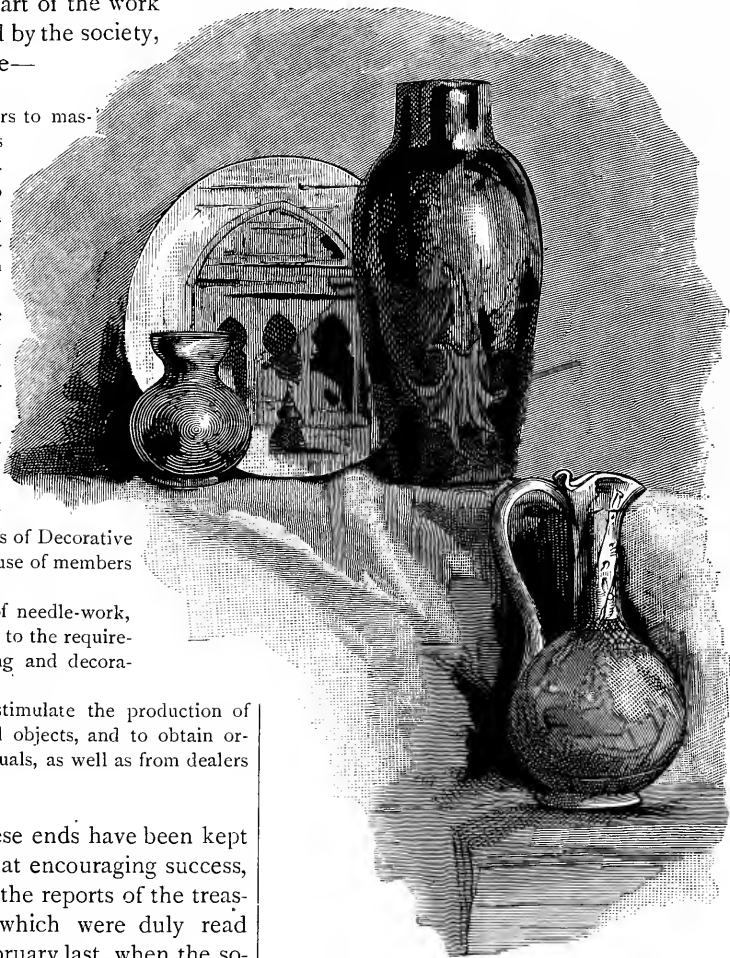 art of the work
l by the society,
e—
rs to mas-
s
s of Decorative
use of members
f needle-work,
to the require-
ng and decora-
stimulate the production of
l objects, and to obtain or-
uals, as well as from dealers
ese ends have been kept
at encouraging success,
the reports of the treas-
which were duly read
bruary last, when the so-